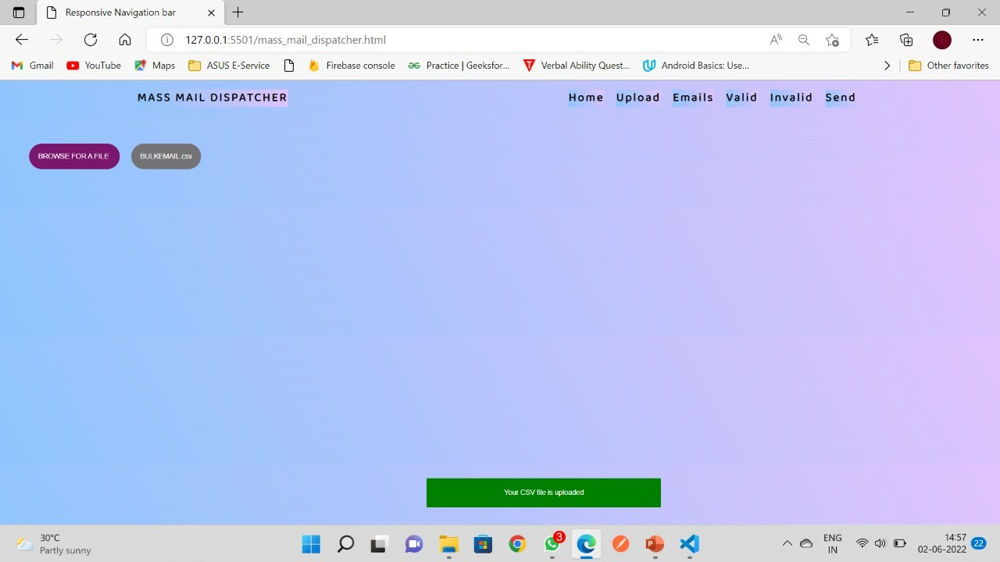 Responsive Navigation bar
127.0.0.1:5501/mass_mail_dispatcher.html
Gmail YouTube Maps ASUS E-Service Firebase console Practice | Geeksfor... Verbal Ability Quest... Android Basics: Use... Other favorites
MASS MAIL DISPATCHER Home Upload Emails Valid Invalid Send
BROWSE FOR A FILE BULKEMAIL.csv
Your CSV file is uploaded
30°C
Partly sunny
3
ENG
IN
14:57
02-06-2022
22